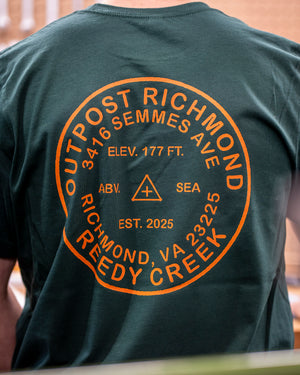 OUTPOST RICHMOND
3416 SEMMES AVE
ELEV. 177 FT.
ABV. SEA
EST. 2025
RICHMOND, VA 23225
REEDY CREEK